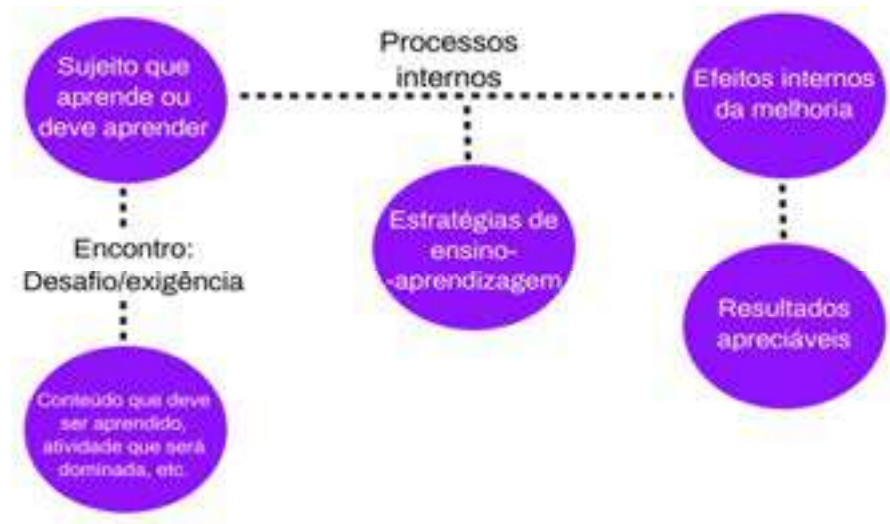 Sujeito que
aprende ou
deve aprender
Processos
internos
Efeitos internos
da melhoria
Encontro:
Desafio/exigência
Estratégias de
ensino-
-aprendizagem
Resultados
apreciáveis
Conteúdo que deve
ser aprendido,
atividade que será
dominada, etc.